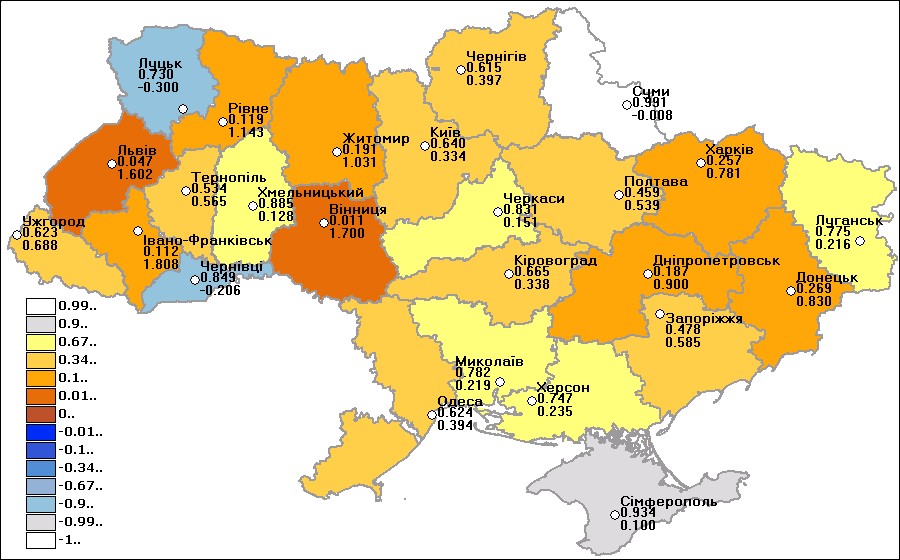 Чернігів
0.615
0.397
Луцьк
0.730
-0.300
Суми
0.991
-0.008
Рівне
0.119
1.143
Житомир
0.191
1.031
Київ
0.640
0.334
Львів
0.047
1.602
Харків
0.257
0.781
Тернопіль
0.534
0.565
Хмельницький
0.885
0.128
Полтава
0.459
0.539
Вінниця
0.011
1.700
Черкаси
0.831
0.151
Ужгород
0.623
0.688
Луганськ
0.775
0.216
Івано-Франківськ
0.112
1.808
Чернівці
0.849
-0.206
Кіровоград
0.665
0.338
Дніпропетровськ
0.187
0.900
Донецьк
0.269
0.830
Запоріжжя
0.478
0.585
Миколаїв
0.782
0.219
Херсон
0.747
0.235
Одеса
0.624
0.394
Сімферополь
0.934
0.100
0.99..
0.9..
0.67..
0.34..
0.1..
0.01..
0..
-0.01..
-0.1..
-0.34..
-0.67..
-0.9..
-0.99..
-1..